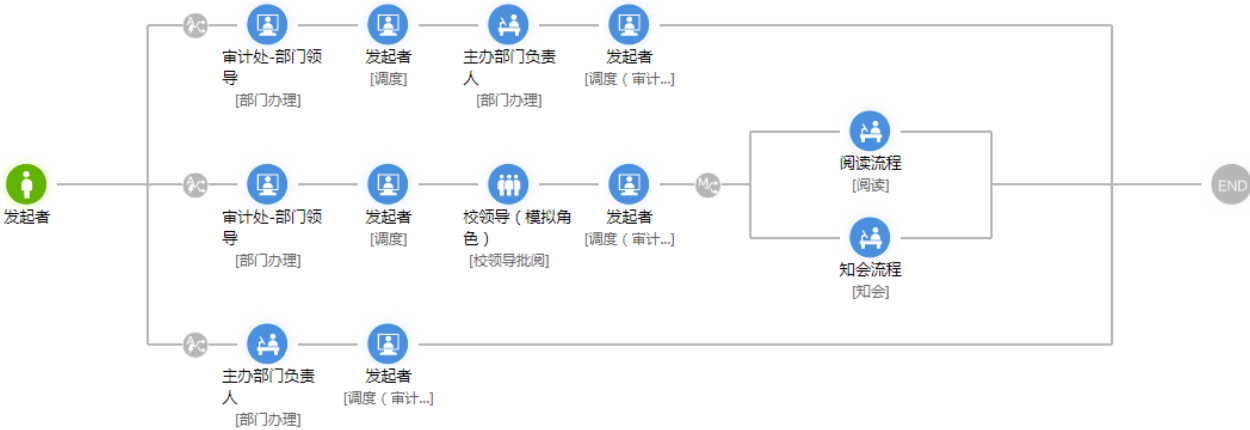 发起者
审计处-部门领
导
[部门办理]
发起者
[调度]
主办部门负责
人
[部门办理]
发起者
[调度（审计...]
审计处-部门领
导
[部门办理]
发起者
[调度]
校领导（模拟角
色）
[校领导批阅]
发起者
[调度（审计...]
M
阅读流程
[阅读]
知会流程
[知会]
主办部门负责
人
[部门办理]
发起者
[调度（审计...]
END